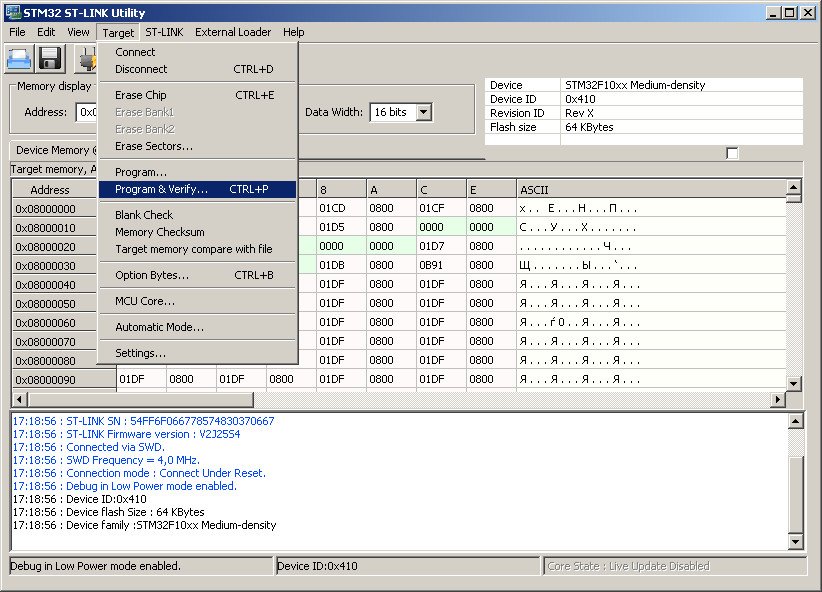 STM32 ST-LINK Utility
File Edit View Target ST-LINK External Loader Help
Connect
Disconnect CTRL+D
Erase Chip CTRL+E
Erase Bank1
Erase Bank2
Erase Sectors...
Program...
Program & Verify... CTRL+P
Blank Check
Memory Checksum
Target memory compare with file
Option Bytes... CTRL+B
MCU Core...
Automatic Mode...
Settings...
Memory display
Address: Data Width: 16 bits
Device STM32F10xx Medium-density
Device ID 0x410
Revision ID Rev X
Flash size 64 KBytes
Device Memory
Target memory,
Address 8 A C E ASCII
0x08000000 01CD 0800 01CF 0800 х.. Е...Н...П...
0x08000010 01D5 0800 0000 0000 С...У...Х.......
0x08000020 0000 0000 01D7 0800 ............Ч...
0x08000030 01DB 0800 0B91 0800 Щ.......Ы...‘...
0x08000040 01DF 0800 01DF 0800 Я...Я...Я...Я...
0x08000050 01DF 0800 01DF 0800 Я...Я...Я...Я...
0x08000060 01DF 0800 01DF 0800 Я...ѓ0..Я...Я...
0x08000070 01DF 0800 01DF 0800 Я...Я...Я...Я...
0x08000080 01DF 0800 01DF 0800 Я...Я...Я...Я...
0x08000090 01DF 0800 01DF 0800 01DF 0800 01DF 0800 Я...Я...Я...Я...
17:18:56 : ST-LINK SN : 54FF6F066778574830370667
17:18:56 : ST-LINK Firmware version : V2J25S4
17:18:56 : Connected via SWD.
17:18:56 : SWD Frequency = 4,0 MHz.
17:18:56 : Connection mode : Connect Under Reset.
17:18:56 : Debug in Low Power mode enabled.
17:18:56 : Device ID:0x410
17:18:56 : Device flash Size : 64 KBytes
17:18:56 : Device family :STM32F10xx Medium-density
Debug in Low Power mode enabled. Device ID:0x410 Core State : Live Update Disabled